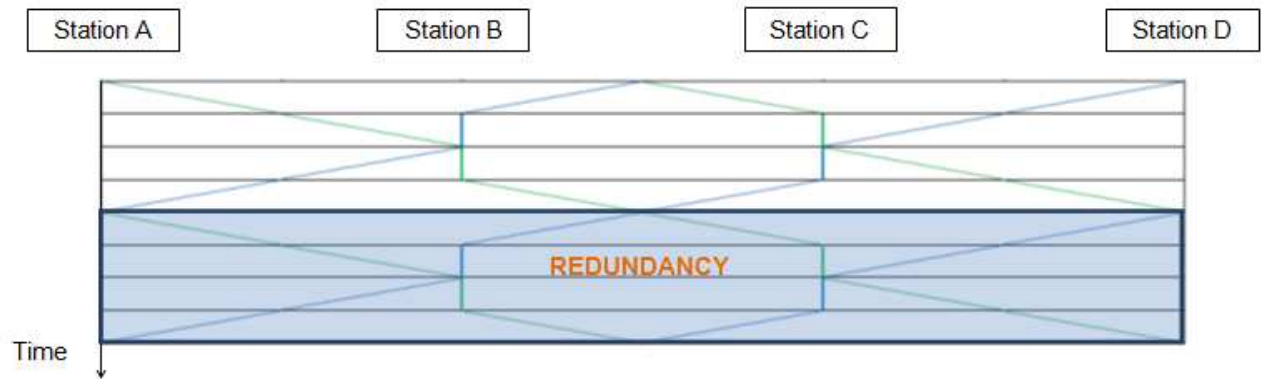 Station A
Station B
Station C
Station D
REDUNDANCY
Time